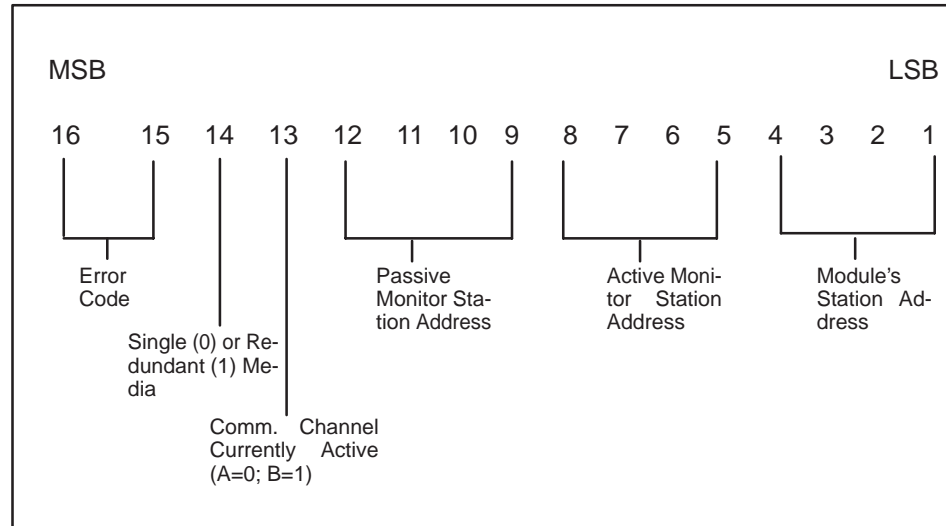 MSB LSB
16 15 14 13 12 11 10 9 8 7 6 5 4 3 2 1
Error
Code
Passive
Monitor Sta-
tion Address
Active Moni-
tor Station
Address
Module's
Station Ad-
dress
Single (0) or Re-
dundant (1) Me-
dia
Comm. Channel
Currently Active
(A=0; B=1)